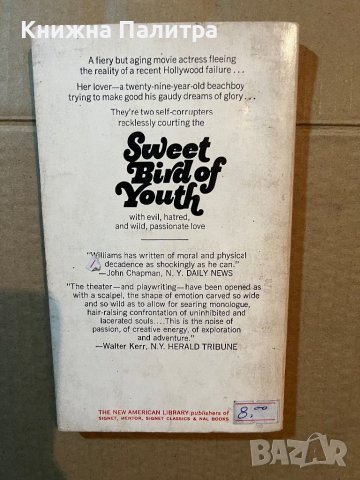 Книжна Палитра
A fiery but aging movie actress fleeing
the reality of a recent Hollywood failure . . .
Her lover—a twenty-nine-year-old beachboy
trying to make good his gaudy dreams of glory . . .
They're two self-corrupters
recklessly courting the
Sweet
Bird of
Youth
with evil, hatred,
and wild, passionate love
"Williams has written of moral and physical
decadence as shockingly as he can."
—John Chapman, N. Y. DAILY NEWS
"The theater—and playwriting—have been opened as
with a scalpel, the shape of emotion carved so wide
and so wild as to allow for searing monologue,
hair-raising confrontation of uninhibited and
lacerated souls. . . . This is the noise of
passion, of creative energy, of exploration
and adventure."
—Walter Kerr, N.Y. HERALD TRIBUNE
THE NEW AMERICAN LIBRARY publishers of
SIGNET, MENTOR, SIGNET CLASSICS & NAL BOOKS
8.00
BAZAR